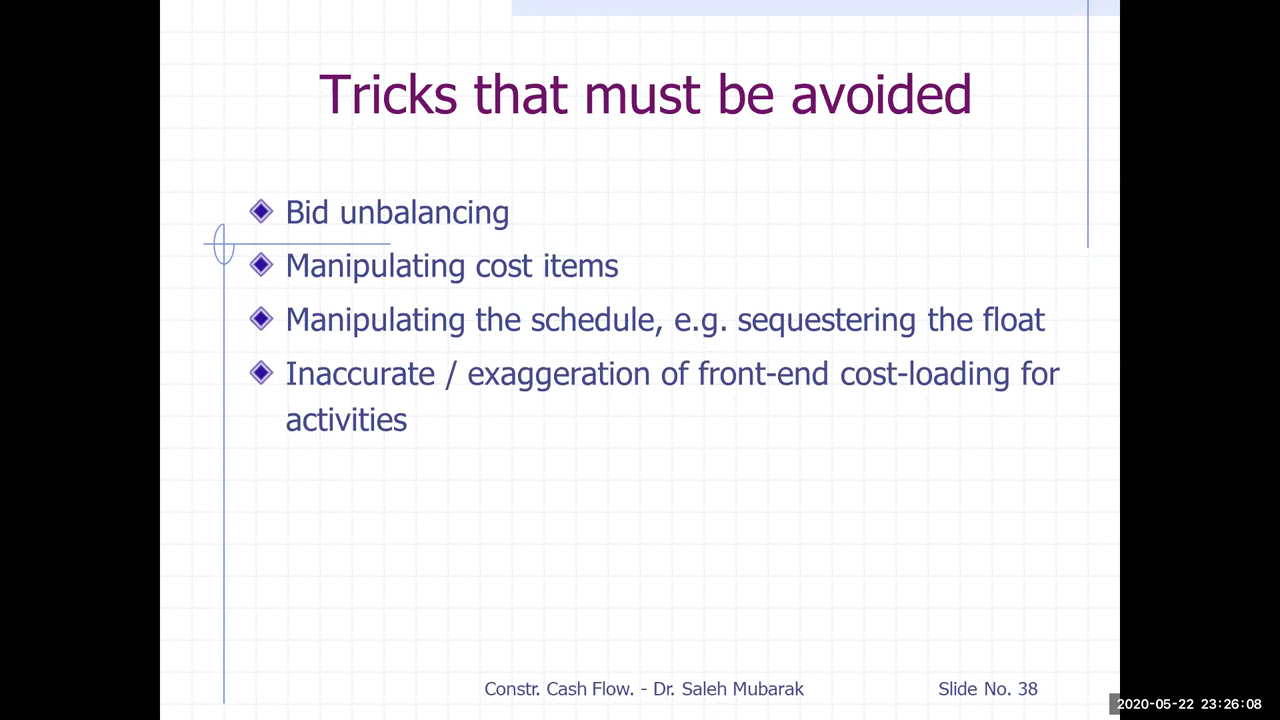 Tricks that must be avoided
Bid unbalancing
Manipulating cost items
Manipulating the schedule, e.g. sequestering the float
Inaccurate / exaggeration of front-end cost-loading for
activities
Constr. Cash Flow. - Dr. Saleh Mubarak
Slide No. 38
2020-05-22 23:26:08